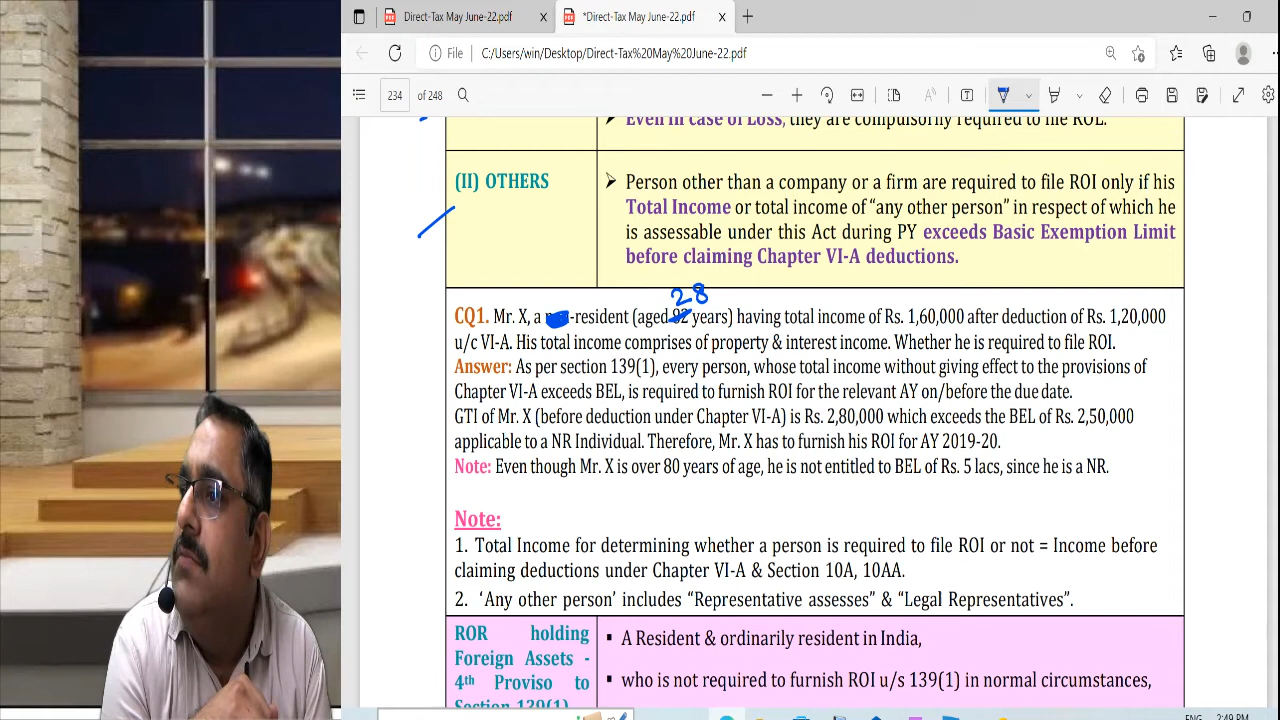 Direct-Tax May June-22.pdf
*Direct-Tax May June-22.pdf
File
C:/Users/win/Desktop/Direct-Tax%20May%20June-22.pdf
234 of 248
Even in case of Loss, they are compulsorily required to file ROI.
(II) OTHERS
➢ Person other than a company or a firm are required to file ROI only if his
Total Income or total income of “any other person” in respect of which he
is assessable under this Act during PY exceeds Basic Exemption Limit
before claiming Chapter VI-A deductions.
28
CQ1. Mr. X, a -resident (aged 92 years) having total income of Rs. 1,60,000 after deduction of Rs. 1,20,000
u/c VI-A. His total income comprises of property & interest income. Whether he is required to file ROI.
Answer: As per section 139(1), every person, whose total income without giving effect to the provisions of
Chapter VI-A exceeds BEL, is required to furnish ROI for the relevant AY on/before the due date.
GTI of Mr. X (before deduction under Chapter VI-A) is Rs. 2,80,000 which exceeds the BEL of Rs. 2,50,000
applicable to a NR Individual. Therefore, Mr. X has to furnish his ROI for AY 2019-20.
Note: Even though Mr. X is over 80 years of age, he is not entitled to BEL of Rs. 5 lacs, since he is a NR.
Note:
1. Total Income for determining whether a person is required to file ROI or not = Income before
claiming deductions under Chapter VI-A & Section 10A, 10AA.
2. ‘Any other person’ includes “Representative assesses” & “Legal Representatives”.
ROR holding
Foreign Assets -
4th Proviso to
Section 139(1)
▪ A Resident & ordinarily resident in India,
▪ who is not required to furnish ROI u/s 139(1) in normal circumstances,
ENG 2:49 PM